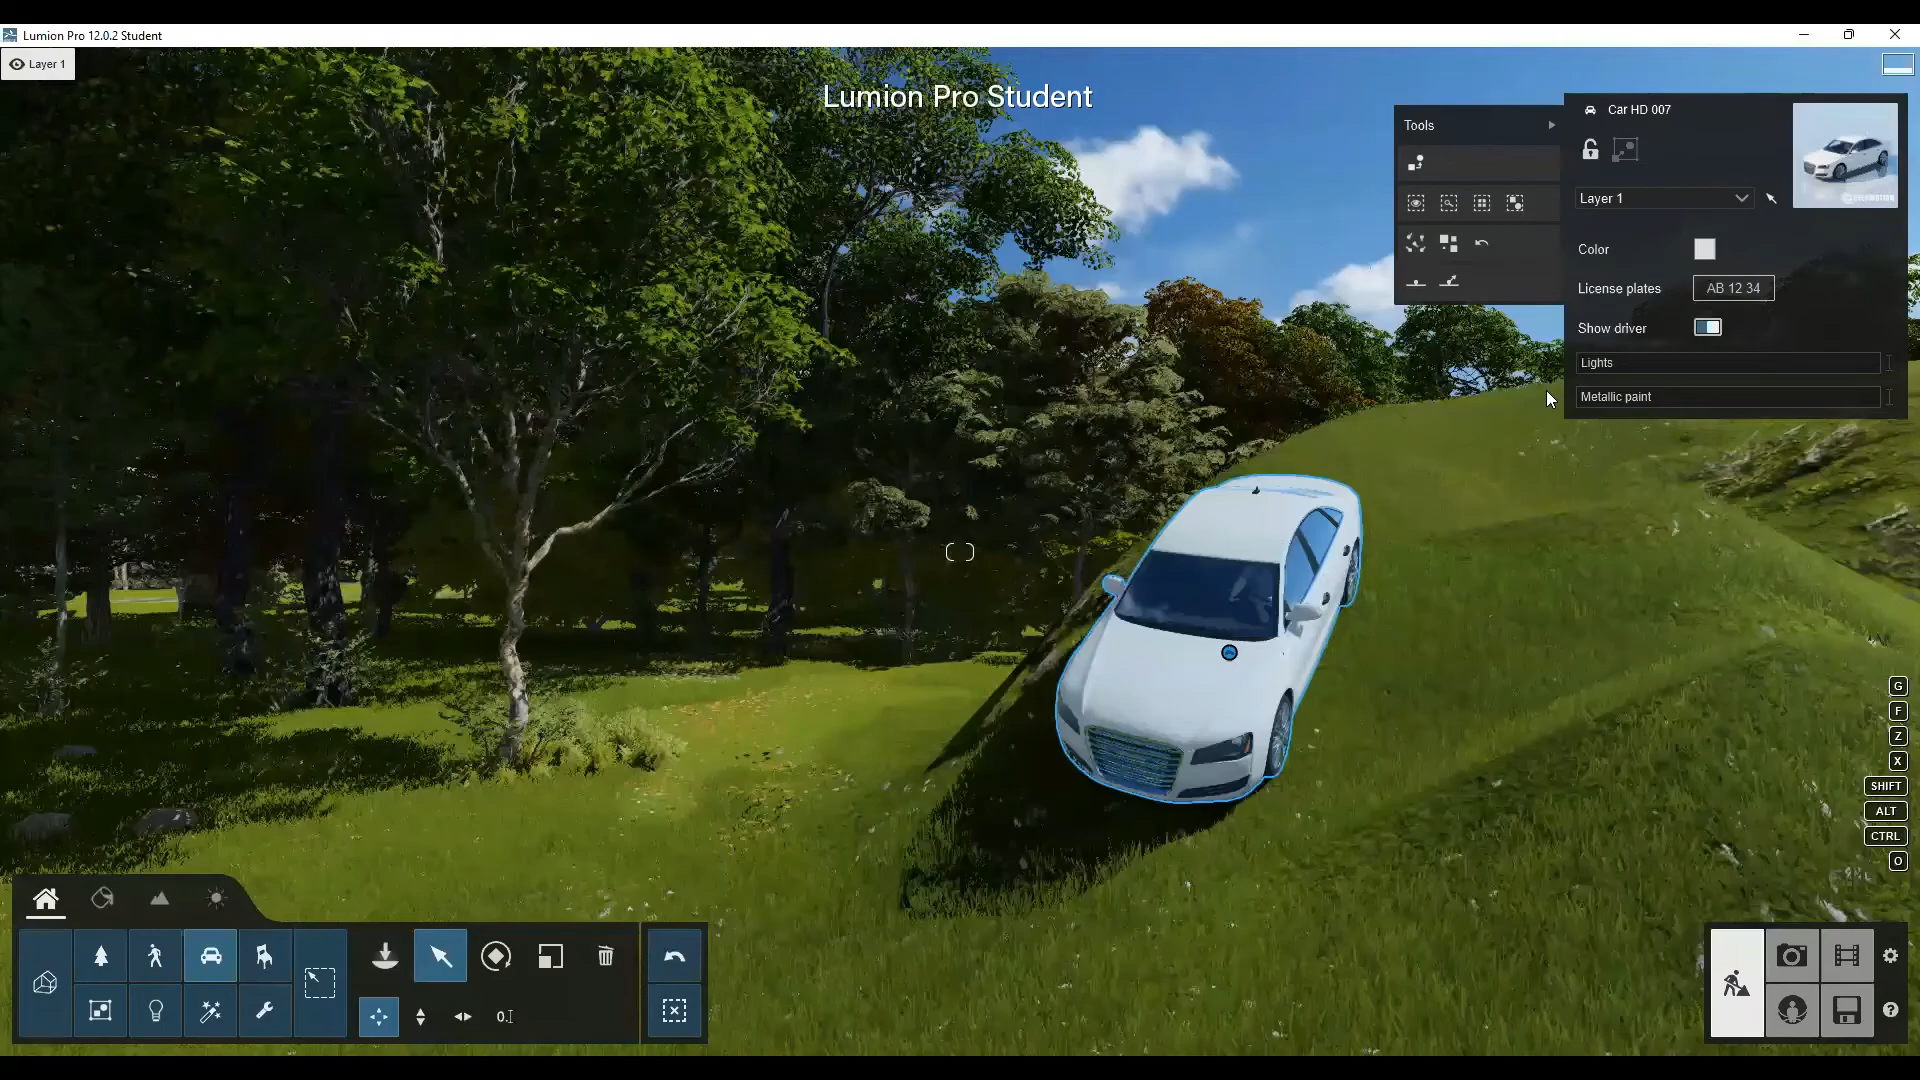 Lumion Pro 12.0.2 Student
Layer 1
Lumion Pro Student
Tools
Car HD 007
Layer 1
Color
License plates
AB 12 34
Show driver
Lights
Metallic paint
G
F
Z
X
SHIFT
ALT
CTRL
O
0.
?